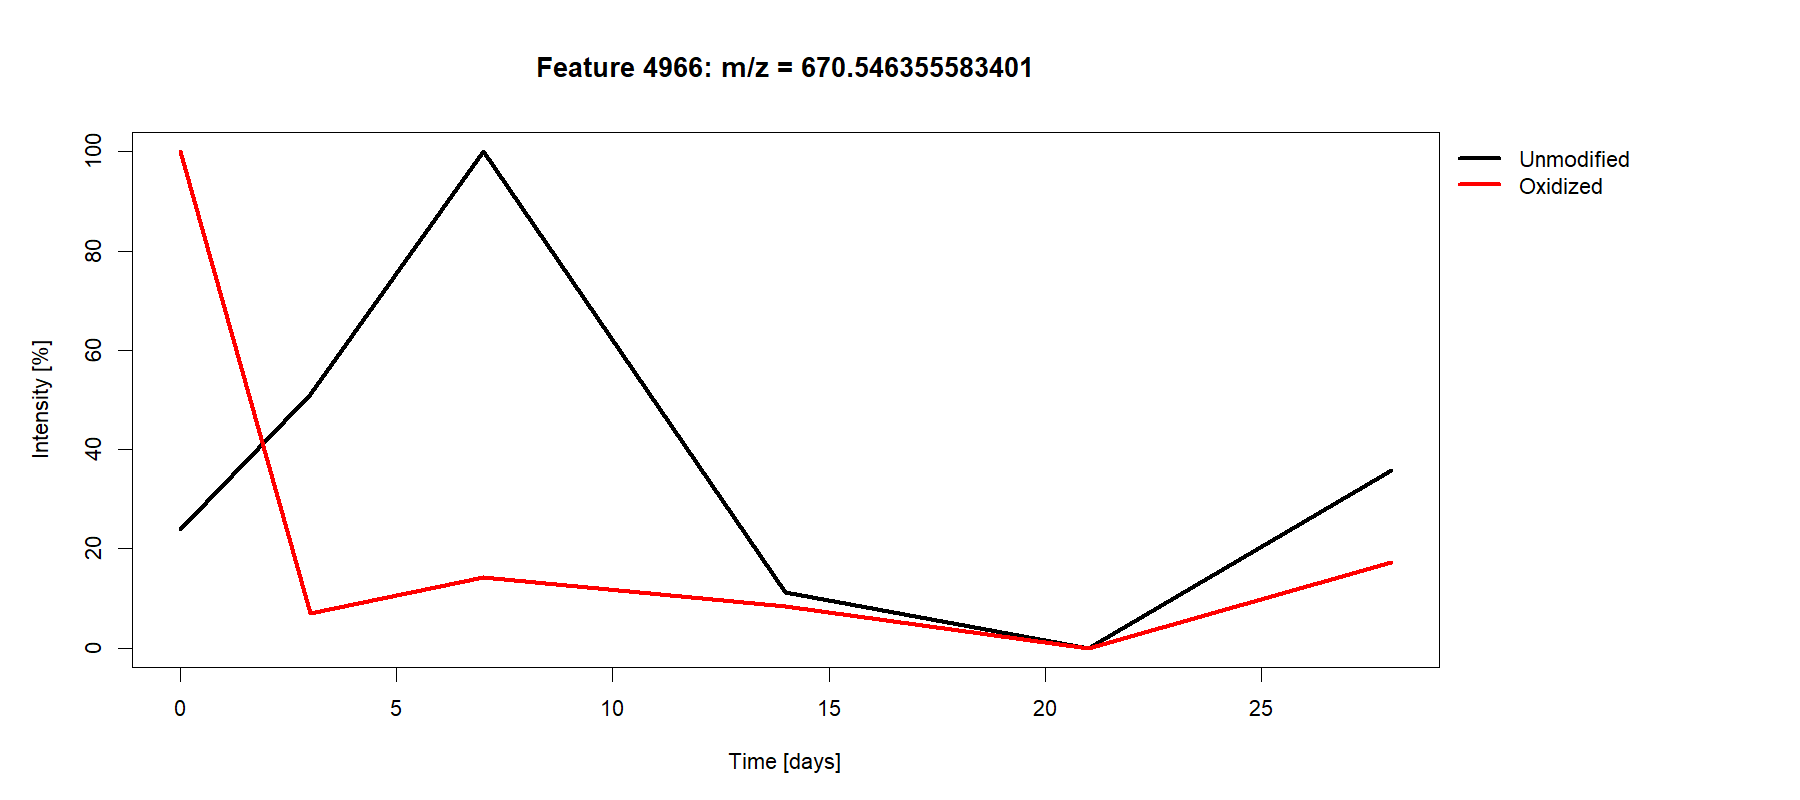 Feature 4966: m/z = 670.546355583401
Unmodified
Oxidized
Intensity [%]
100
80
60
40
20
0
0 5 10 15 20 25
Time [days]